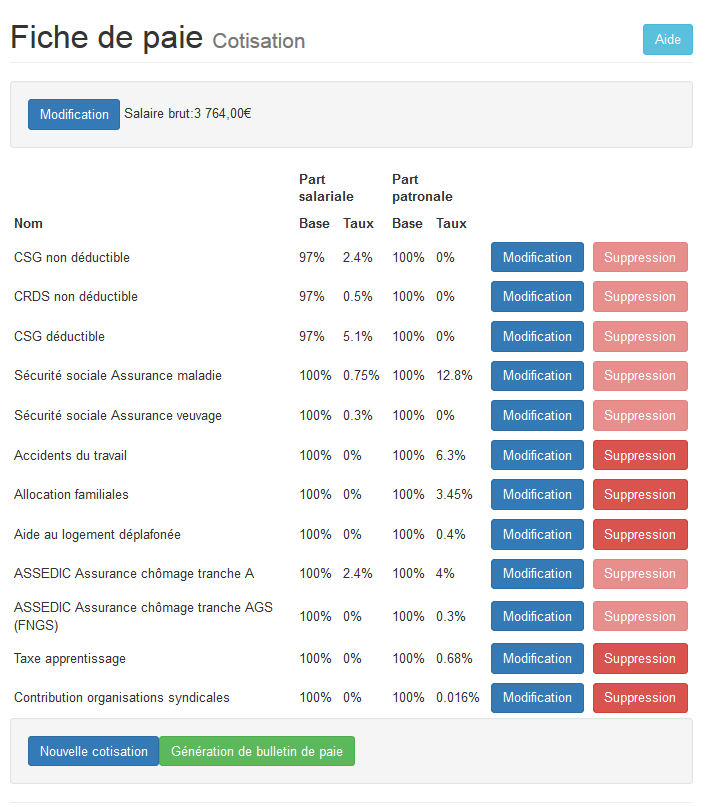 Fiche de paie Cotisation Aide
Modification Salaire brut:3 764,00€
Part salariale Part patronale
Nom Base Taux Base Taux
CSG non déductible 97% 2.4% 100% 0% Modification Suppression
CRDS non déductible 97% 0.5% 100% 0% Modification Suppression
CSG déductible 97% 5.1% 100% 0% Modification Suppression
Sécurité sociale Assurance maladie 100% 0.75% 100% 12.8% Modification Suppression
Sécurité sociale Assurance veuvage 100% 0.3% 100% 0% Modification Suppression
Accidents du travail 100% 0% 100% 6.3% Modification Suppression
Allocation familiales 100% 0% 100% 3.45% Modification Suppression
Aide au logement déplafonée 100% 0% 100% 0.4% Modification Suppression
ASSEDIC Assurance chômage tranche A 100% 2.4% 100% 4% Modification Suppression
ASSEDIC Assurance chômage tranche AGS
(FNGS) 100% 0% 100% 0.3% Modification Suppression
Taxe apprentissage 100% 0% 100% 0.68% Modification Suppression
Contribution organisations syndicales 100% 0% 100% 0.016% Modification Suppression
Nouvelle cotisation Génération de bulletin de paie